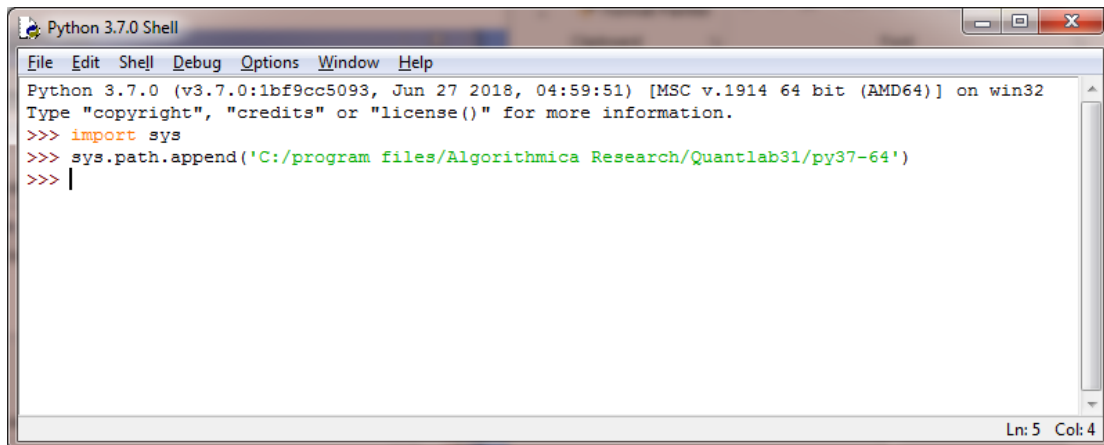 Python 3.7.0 Shell
File Edit Shell Debug Options Window Help
Python 3.7.0 (v3.7.0:1bf9cc5093, Jun 27 2018, 04:59:51) [MSC v.1914 64 bit (AMD64)] on win32
Type "copyright", "credits" or "license()" for more information.
>>> import sys
>>> sys.path.append('C:/program files/Algorithmica Research/Quantlab31/py37-64')
>>>
Ln: 5 Col: 4